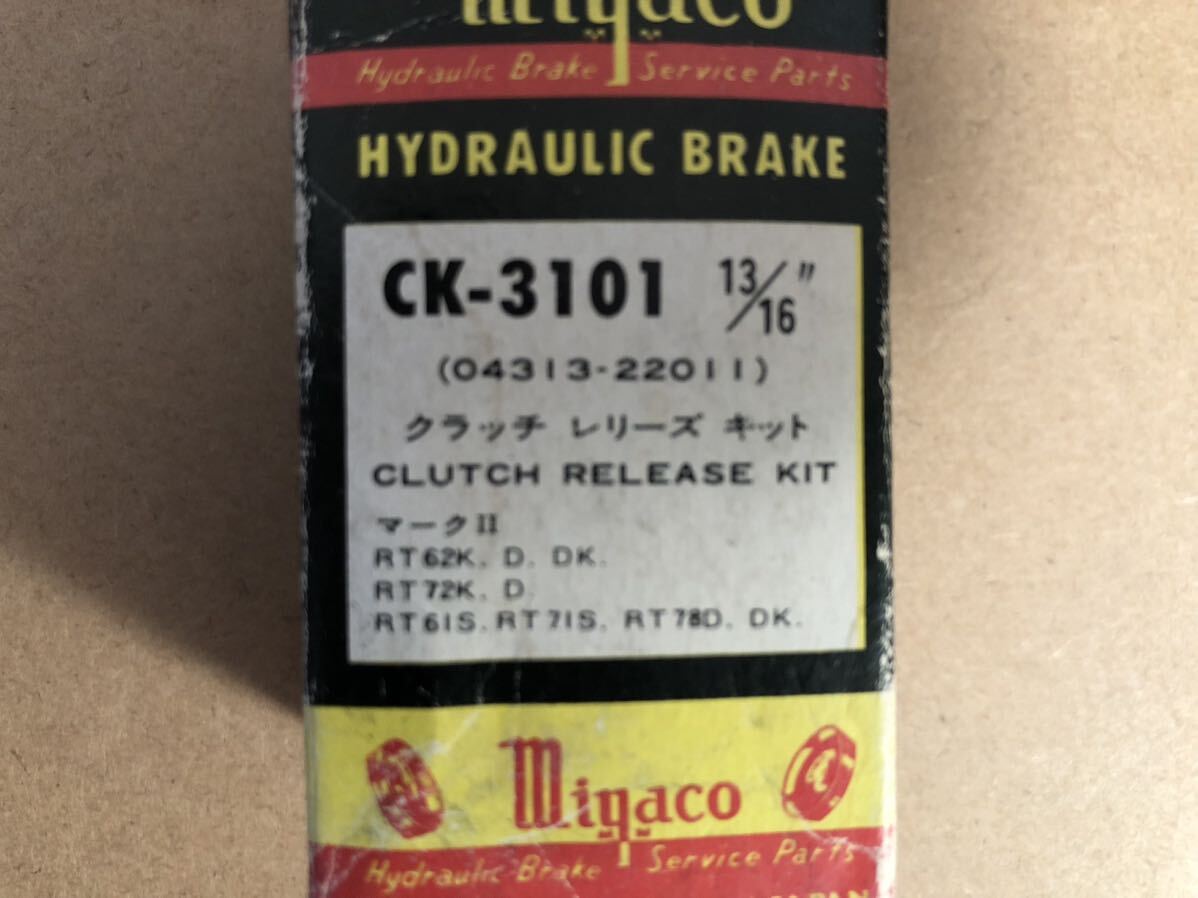 Miyaco
Hydraulic Brake Service Parts
HYDRAULIC BRAKE
CK-3101 13/16"
(04313-22011)
クラッチ レリーズ キット
CLUTCH RELEASE KIT
マークII
RT62K. D. DK.
RT72K. D.
RT61S. RT71S. RT78D. DK.
Miyaco
Hydraulic Brake Service Parts
JAPAN